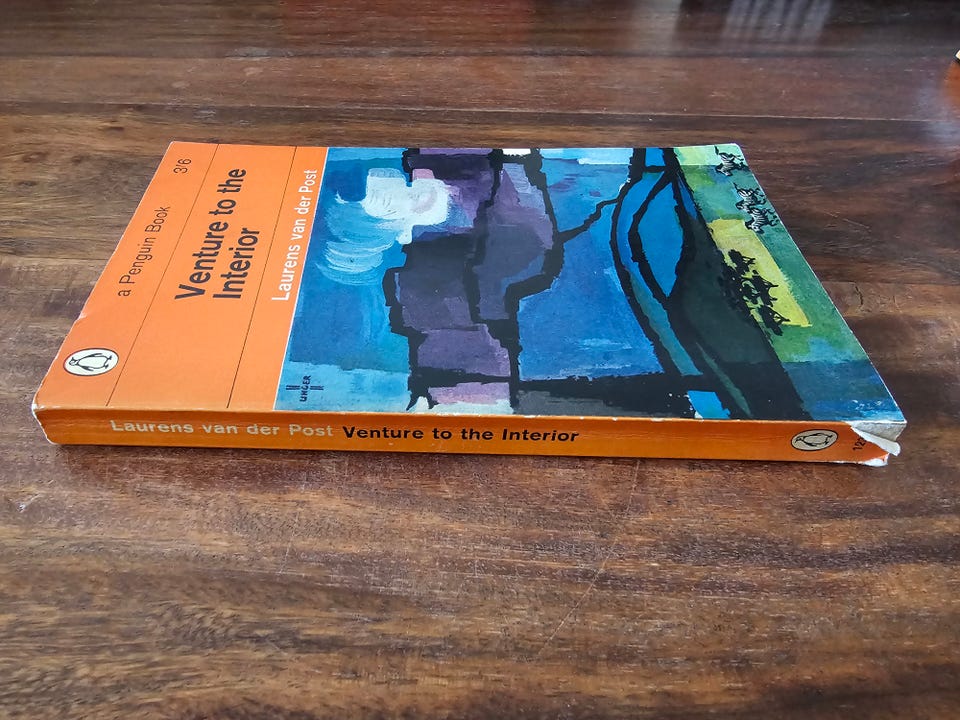 a Penguin Book 3'6
Venture to the
Interior
Laurens van der Post
UNGER
Laurens van der Post Venture to the Interior